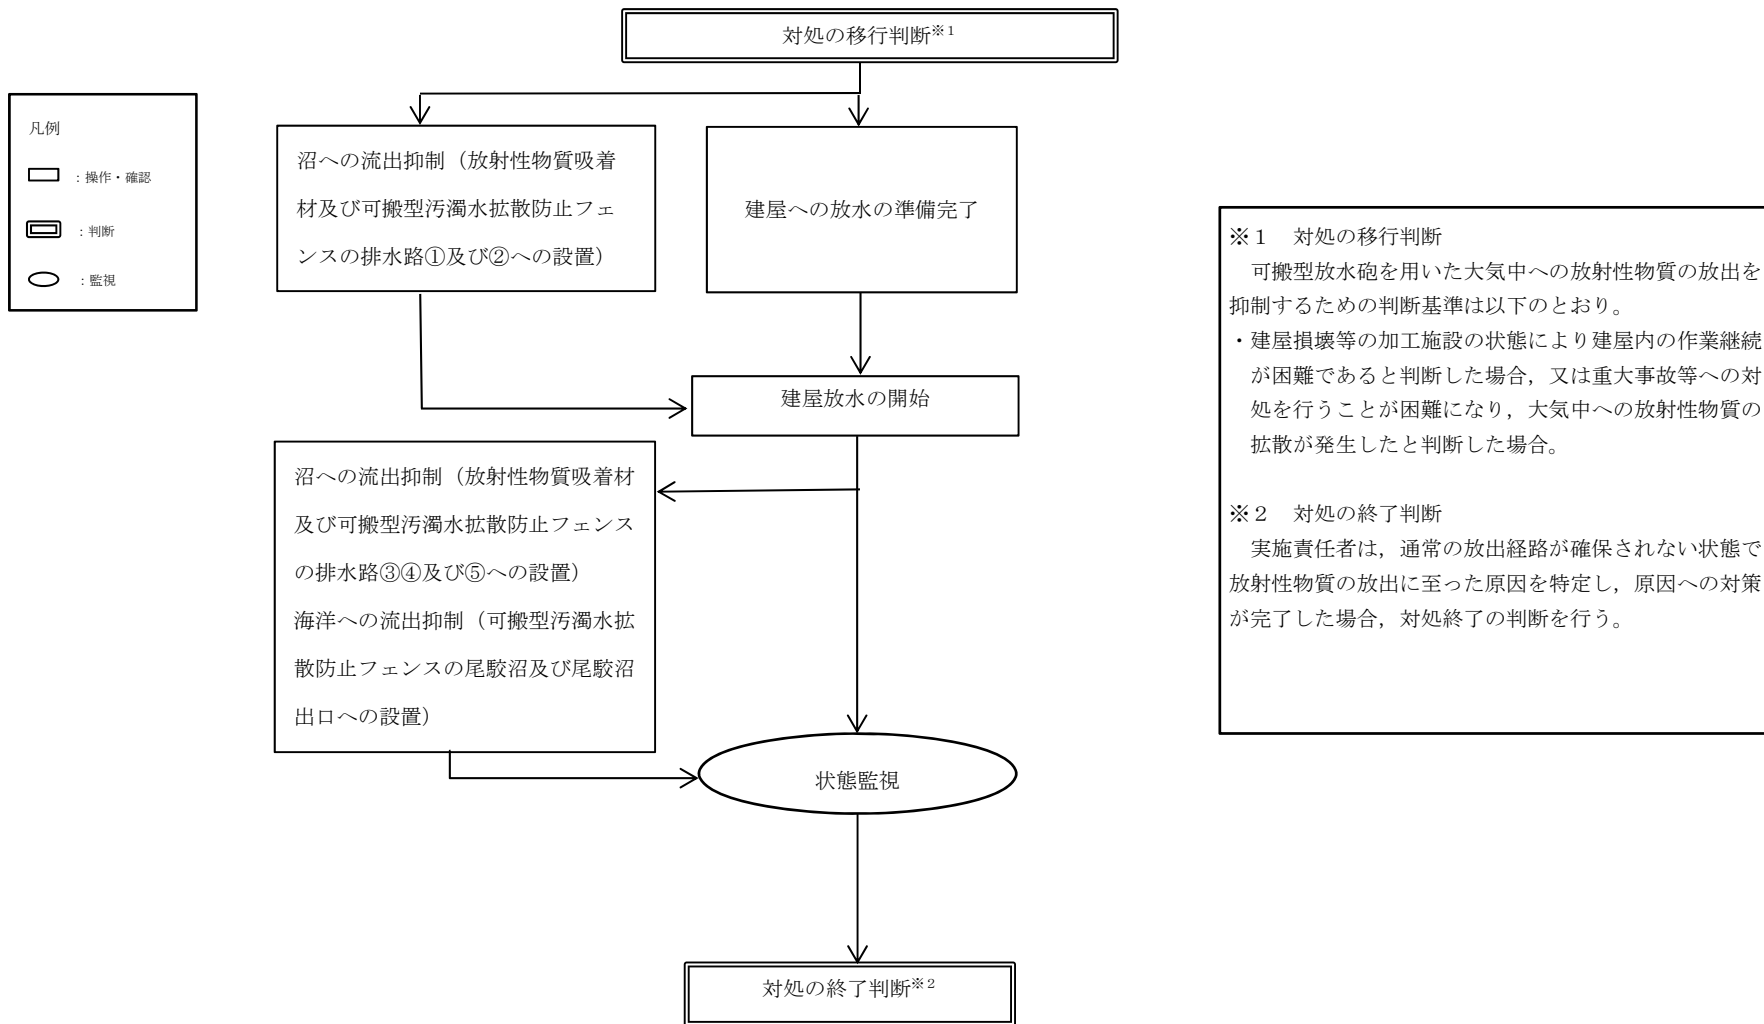 対処の移行判断※1
凡例
：操作・確認
：判断
：監視
沼への流出抑制（放射性物質吸着
材及び可搬型汚濁水拡散防止フェ
ンスの排水路①及び②への設置）
建屋への放水の準備完了
建屋放水の開始
沼への流出抑制（放射性物質吸着材
及び可搬型汚濁水拡散防止フェンス
の排水路③④及び⑤への設置）
海洋への流出抑制（可搬型汚濁水拡
散防止フェンスの尾駮沼及び尾駮沼
出口への設置）
状態監視
対処の終了判断※2
※１　対処の移行判断
可搬型放水砲を用いた大気中への放射性物質の放出を
抑制するための判断基準は以下のとおり。
・建屋損壊等の加工施設の状態により建屋内の作業継続
が困難であると判断した場合，又は重大事故等への対
処を行うことが困難になり，大気中への放射性物質の
拡散が発生したと判断した場合。
※２　対処の終了判断
実施責任者は，通常の放出経路が確保されない状態で
放射性物質の放出に至った原因を特定し，原因への対策
が完了した場合，対処終了の判断を行う。